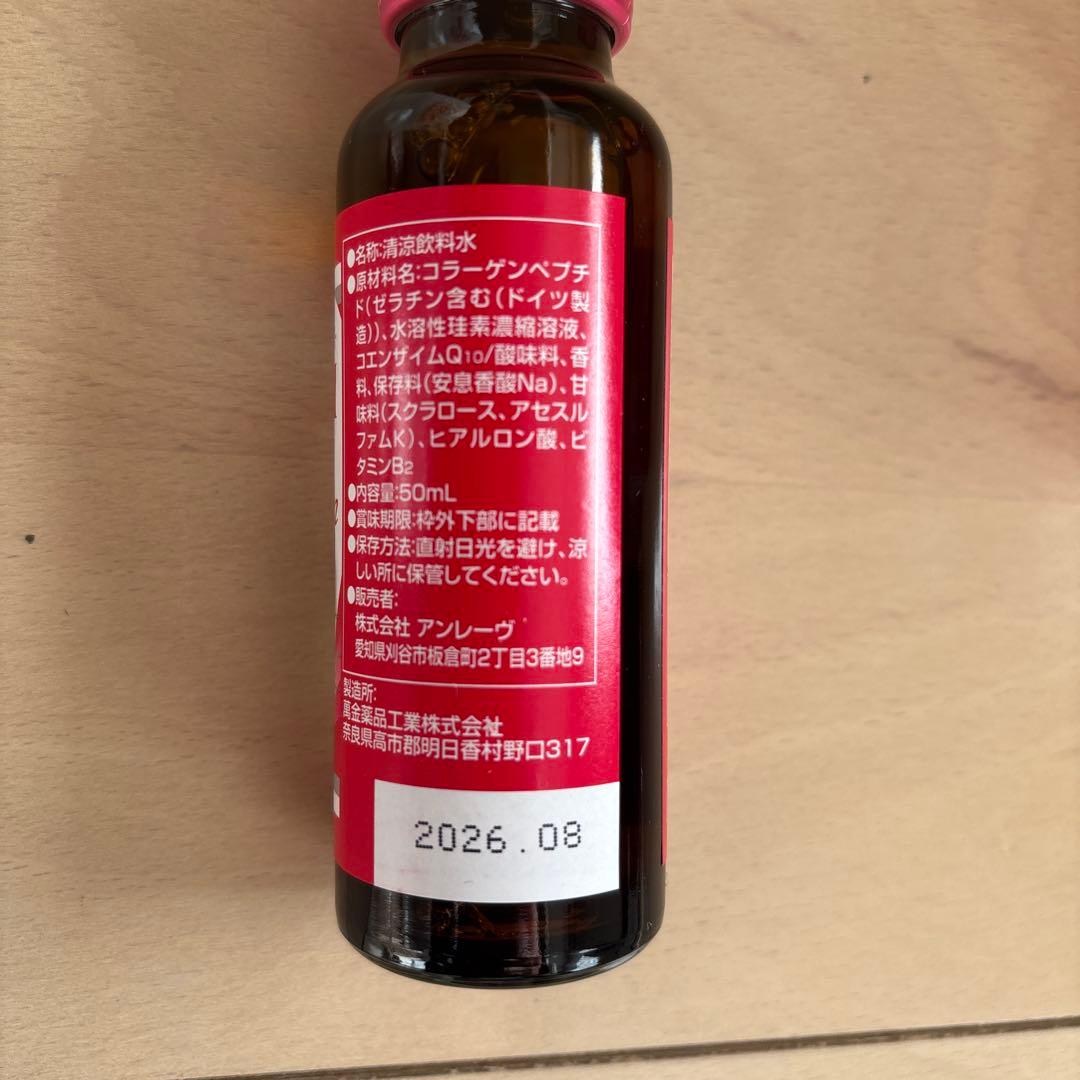 ●名称:清涼飲料水
●原材料名:コラーゲンペプチ
ド(ゼラチン含む(ドイツ製
造))、水溶性珪素濃縮溶液、
コエンザイムQ10/酸味料、香
料、保存料(安息香酸Na)、甘
味料(スクラロース、アセスル
ファムK)、ヒアルロン酸、ビ
タミンB2
●内容量:50mL
●賞味期限:枠外下部に記載
●保存方法:直射日光を避け、涼
しい所に保管してください。
●販売者:
株式会社 アンレーヴ
愛知県刈谷市板倉町2丁目3番地9
製造所:
萬金薬品工業株式会社
奈良県高市郡明日香村野口317
2026.08